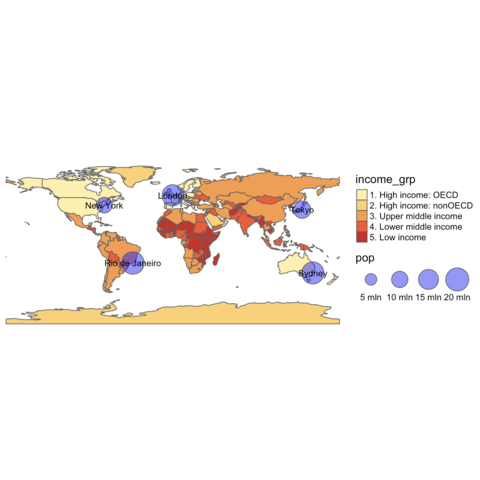 income_grp
1. High income: OECD
2. High income: nonOECD
3. Upper middle income
4. Lower middle income
5. Low income
pop
5 mln 10 mln 15 mln 20 mln
London
New York
Tokyo
Rio de Janeiro
Sydney